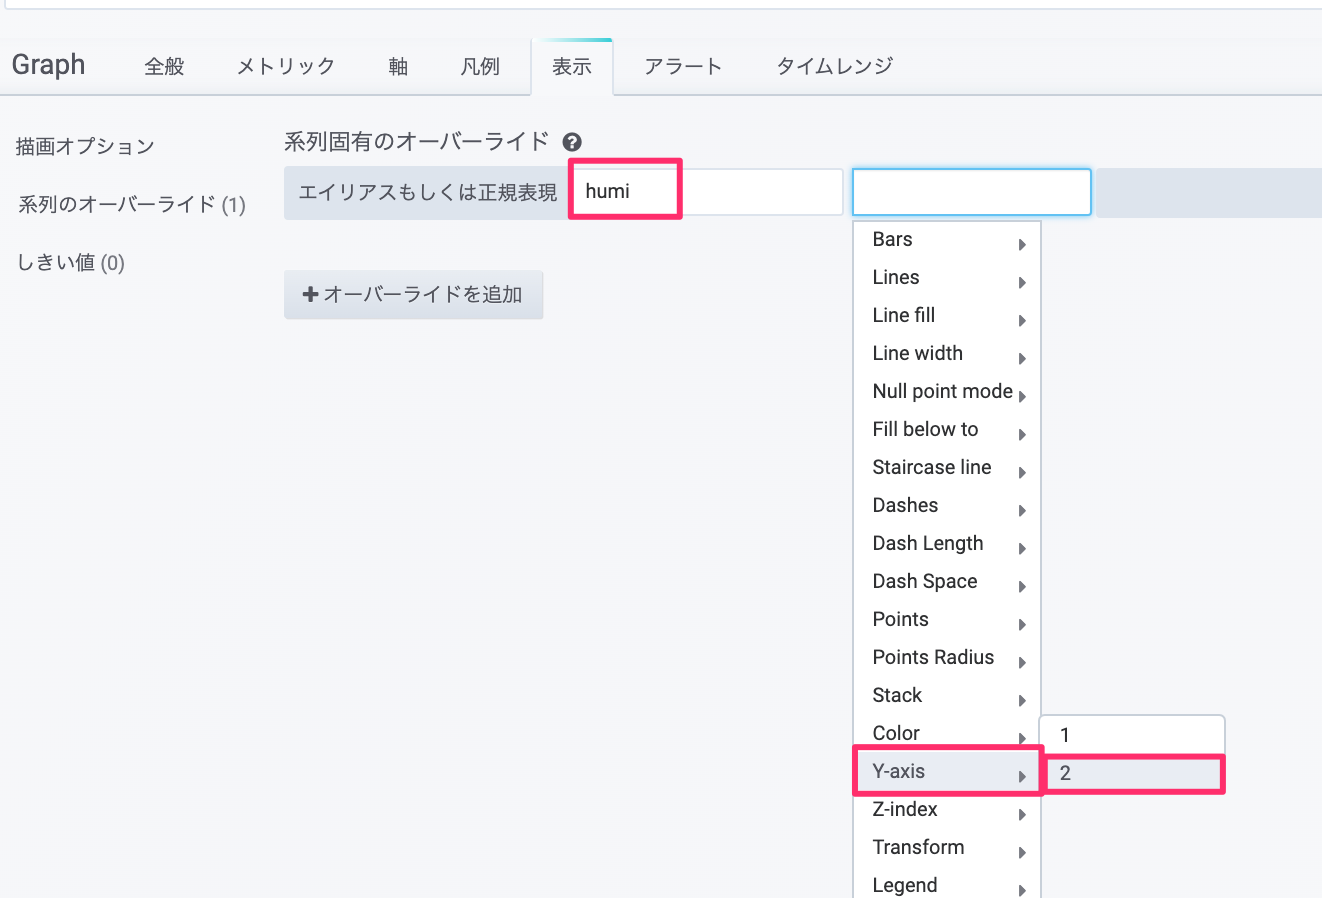 Graph 全般 メトリック 軸 凡例 表示 アラート タイムレンジ
描画オプション
系列のオーバーライド (1)
しきい値 (0)
系列固有のオーバーライド ?
エイリアスもしくは正規表現 humi
+ オーバーライドを追加
Bars
Lines
Line fill
Line width
Null point mode
Fill below to
Staircase line
Dashes
Dash Length
Dash Space
Points
Points Radius
Stack
Color
Y-axis
Z-index
Transform
Legend
1
2